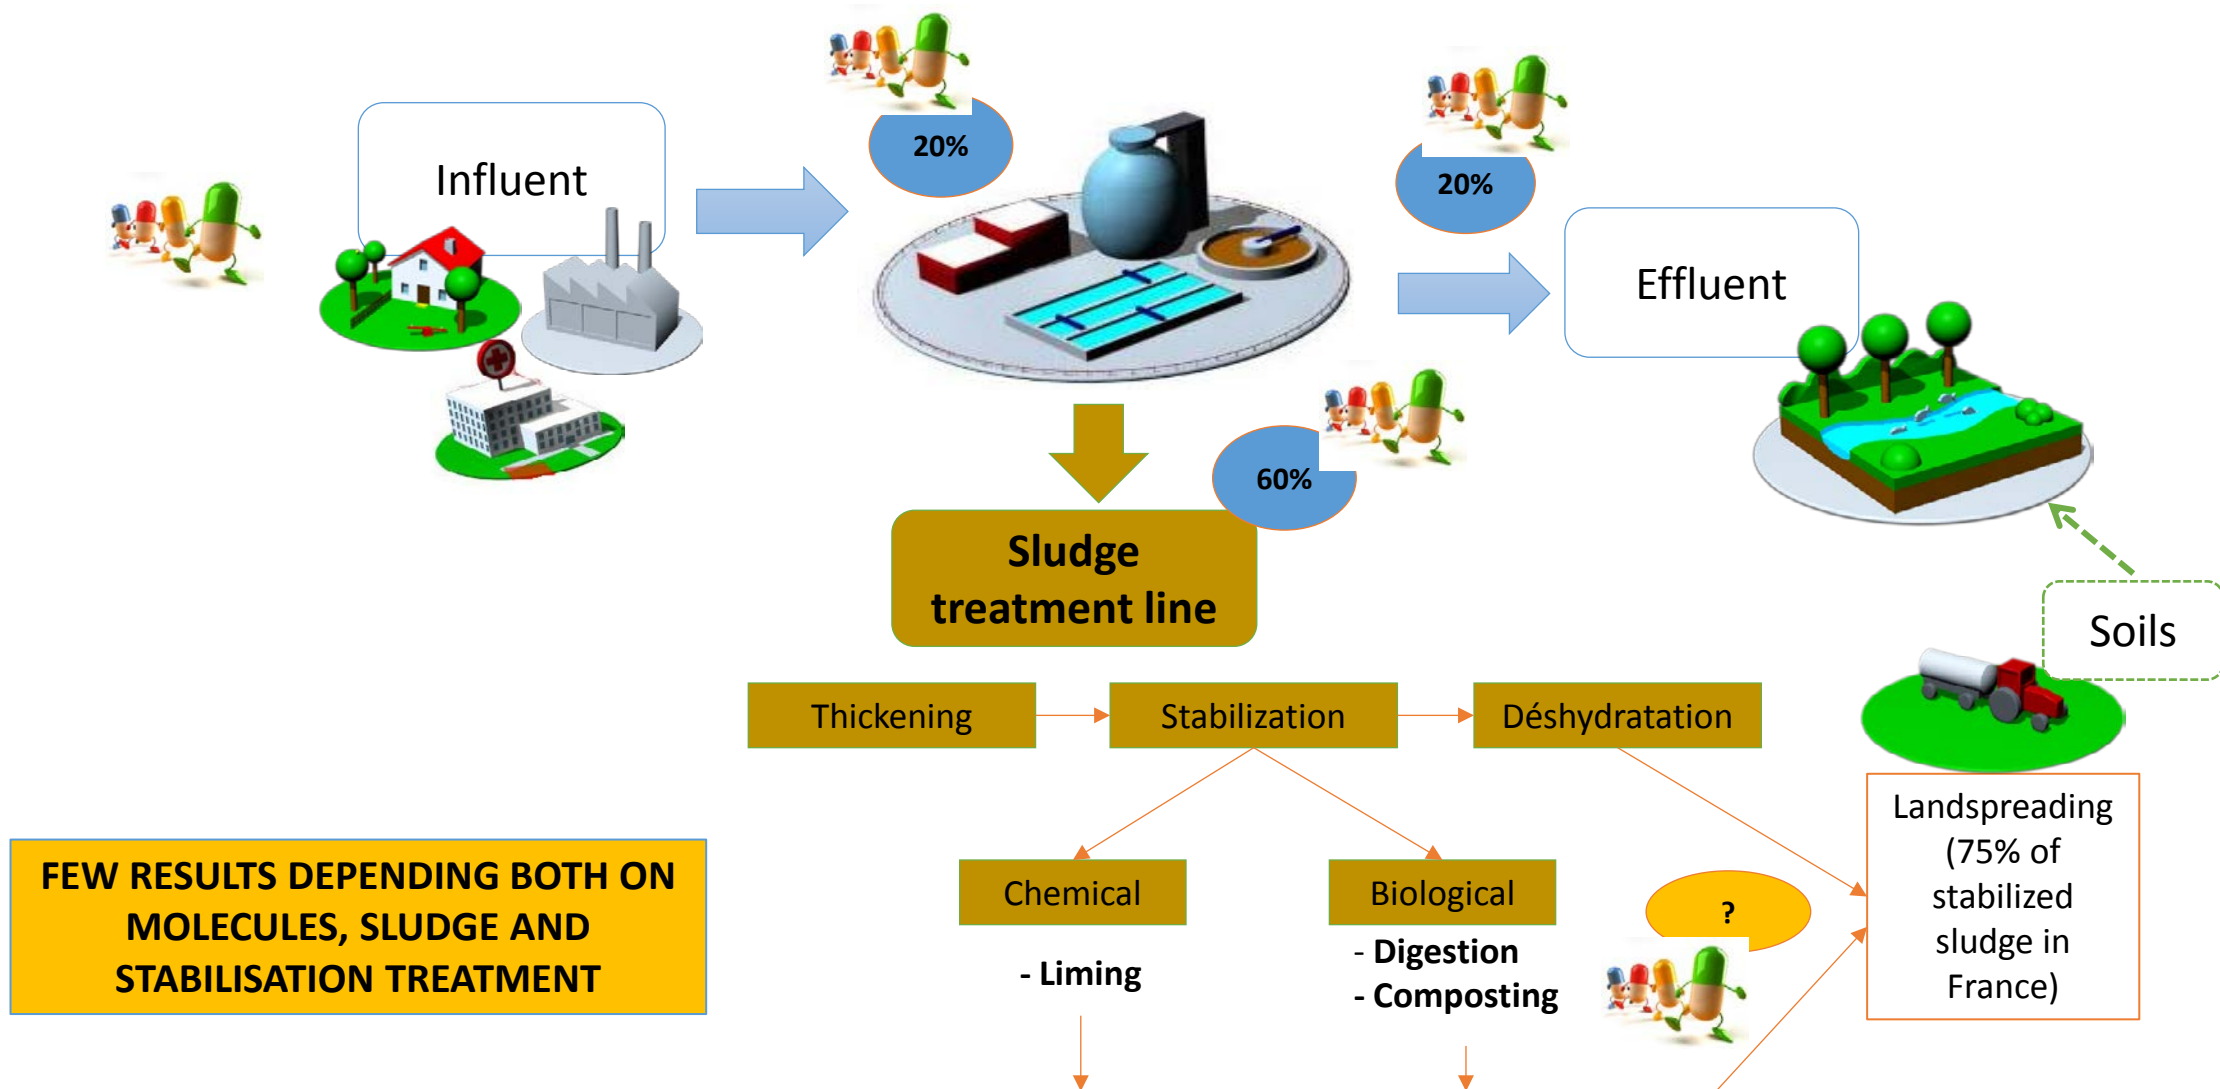 Influent
20%
20%
Effluent
60%
Sludge
treatment line
Soils
Thickening
Stabilization
Déshydratation
Landspreading
(75% of
stabilized
sludge in
France)
FEW RESULTS DEPENDING BOTH ON
MOLECULES, SLUDGE AND
STABILISATION TREATMENT
Chemical
Biological
?
- Liming
- Digestion
- Composting